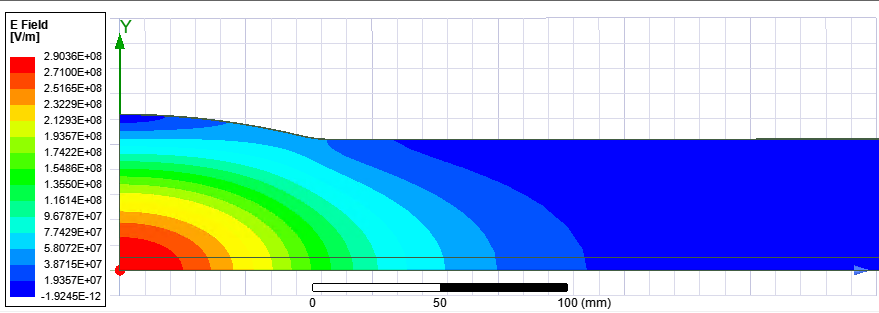 E Field
[V/m]
2.9036E+08
2.7100E+08
2.5165E+08
2.3229E+08
2.1293E+08
1.9357E+08
1.7422E+08
1.5486E+08
1.3550E+08
1.1614E+08
9.6787E+07
7.7429E+07
5.8072E+07
3.8715E+07
1.9357E+07
-1.9245E-12
Y
0 50 100 (mm)